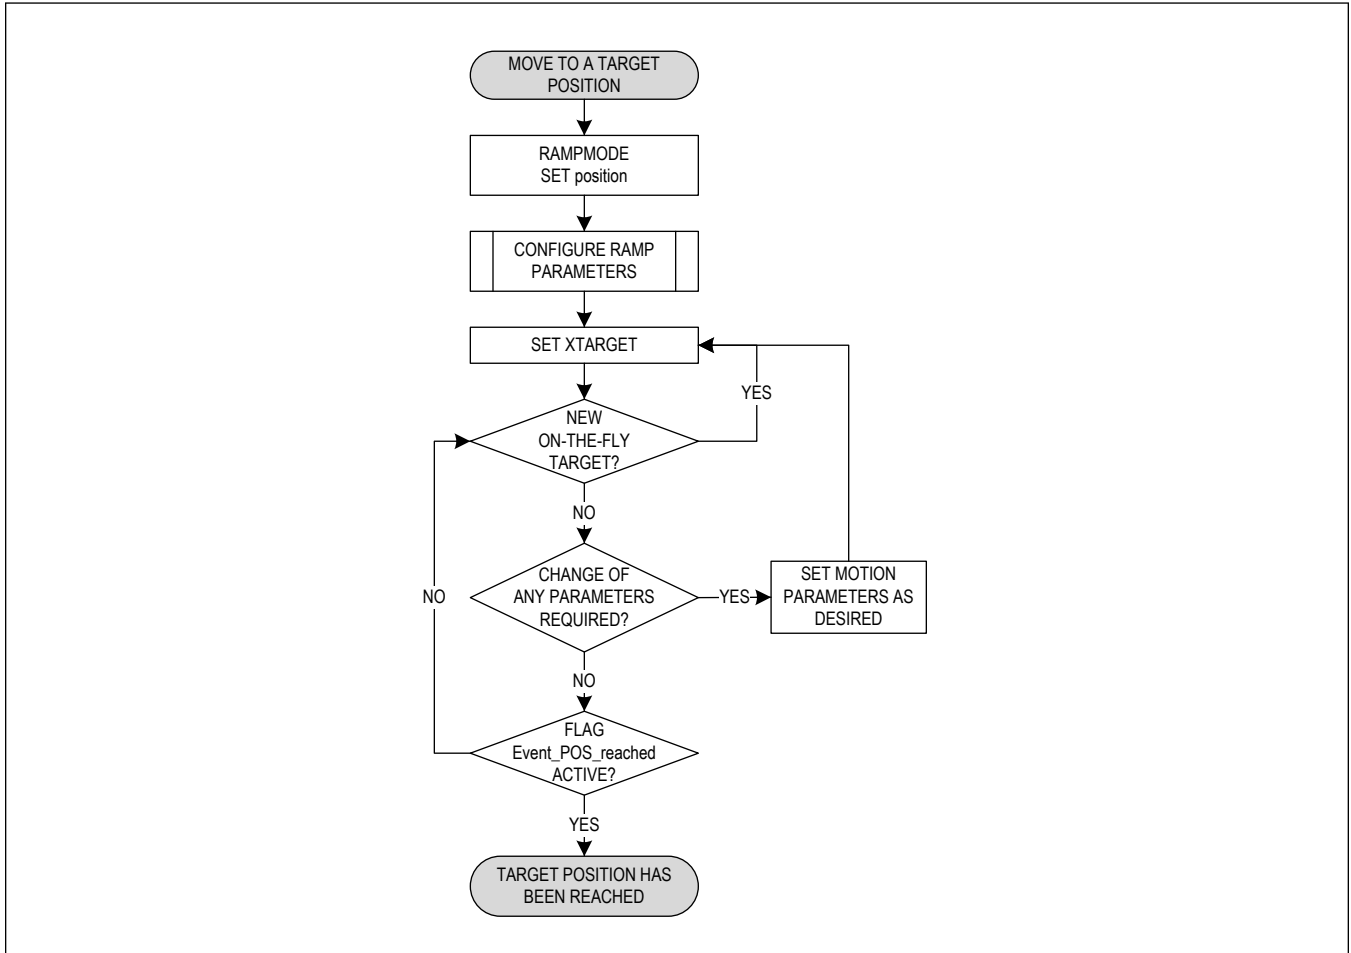 MOVE TO A TARGET
POSITION
RAMPMODE
SET position
CONFIGURE RAMP
PARAMETERS
SET XTARGET
YES
NEW
ON-THE-FLY
TARGET?
NO
CHANGE OF
ANY PARAMETERS
REQUIRED?
YES
SET MOTION
PARAMETERS AS
DESIRED
NO
NO
FLAG
Event_POS_reached
ACTIVE?
YES
TARGET POSITION HAS
BEEN REACHED